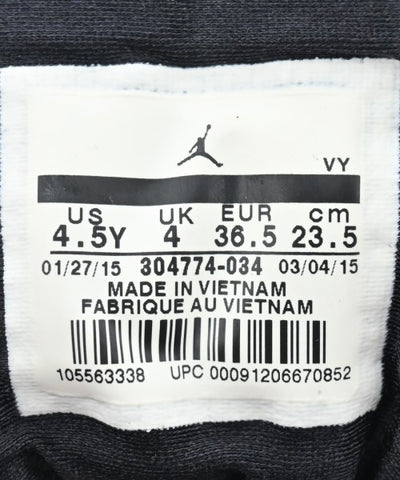 VY
US UK EUR cm
4.5Y 4 36.5 23.5
01/27/15 304774-034 03/04/15
MADE IN VIETNAM
FABRIQUE AU VIETNAM
105563338 UPC 00091206670852